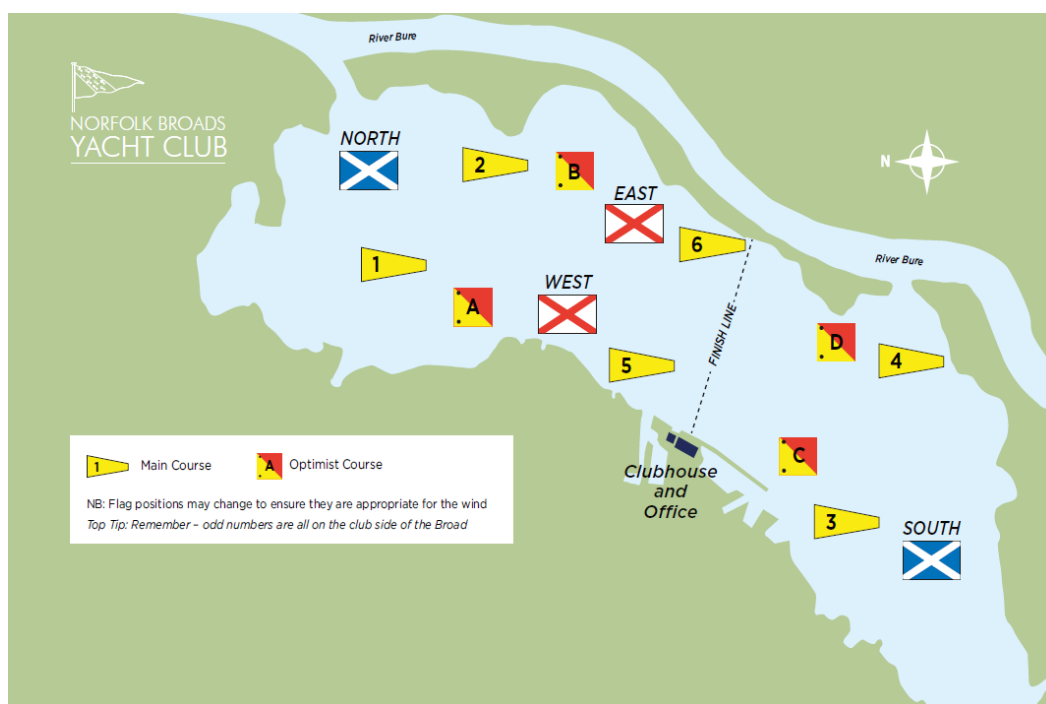 River Bure
NORFOLK BROADS
YACHT CLUB
NORTH
2
B
EAST
N
6
1
WEST
River Bure
A
FINISH LINE
D
4
5
1 Main Course
A Optimist Course
C
Clubhouse
and
Office
NB: Flag positions may change to ensure they are appropriate for the wind
Top Tip: Remember – odd numbers are all on the club side of the Broad
3
SOUTH